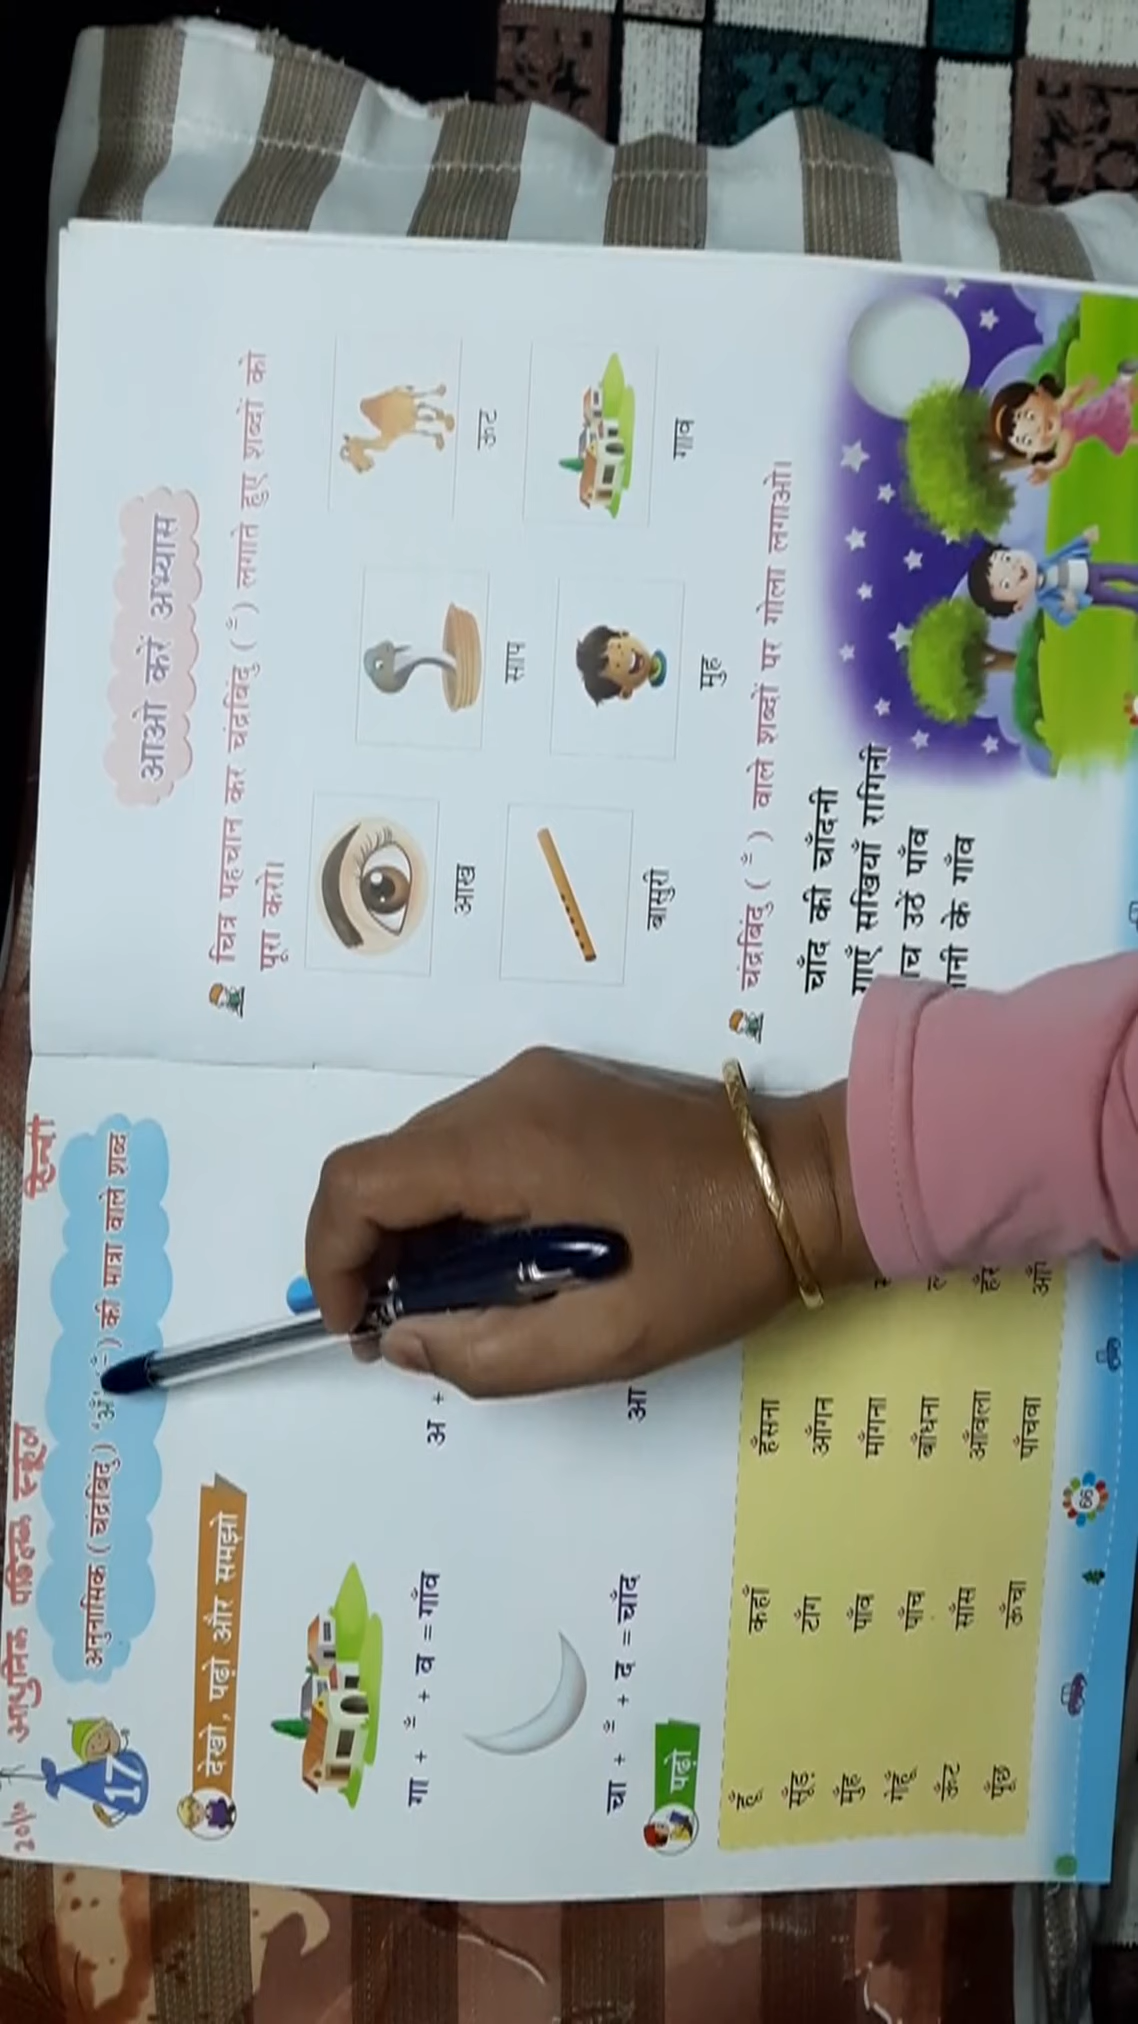 आधुनिक पब्लिक स्कूल
हिन्दी
17
अनुनासिक ( चंद्रबिंदु ) 'अँ' ( ँ ) की मात्रा वाले शब्द
देखो, पढ़ो और समझो
गा + ँ + व = गाँव
अ +
चा + ँ + द = चाँद
आ
पढ़ो
हूँ कहाँ हँसना
सूँड़ टाँग आँगन
मुँह पाँव माँगना
गेहूँ पाँच बाँधना
ऊँट साँस आँवला
पूँछ ऊँचा पाँचवा
66
आओ करें अभ्यास
चित्र पहचान कर चंद्रबिंदु ( ँ ) लगाते हुए शब्दों को
पूरा करो।
आख साप ऊट
बासुरी मुह गाव
चंद्रबिंदु ( ँ ) वाले शब्दों पर गोला लगाओ।
चाँद की चाँदनी
गाएँ सखियाँ रागिनी
उठें पाँव
के गाँव